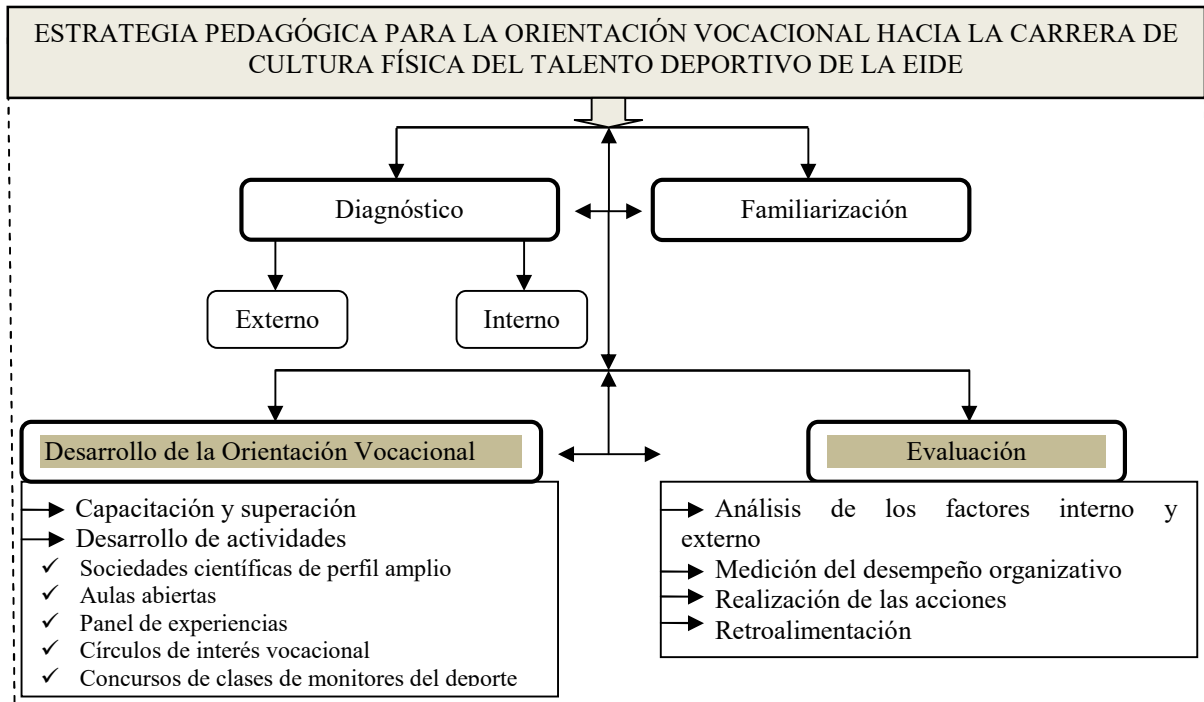 ESTRATEGIA PEDAGÓGICA PARA LA ORIENTACIÓN VOCACIONAL HACIA LA CARRERA DE
CULTURA FÍSICA DEL TALENTO DEPORTIVO DE LA EIDE
Diagnóstico
Familiarización
Externo
Interno
Desarrollo de la Orientación Vocacional
Capacitación y superación
Desarrollo de actividades
✓ Sociedades científicas de perfil amplio
✓ Aulas abiertas
✓ Panel de experiencias
✓ Círculos de interés vocacional
✓ Concursos de clases de monitores del deporte
Evaluación
Análisis de los factores interno y
externo
Medición del desempeño organizativo
Realización de las acciones
Retroalimentación